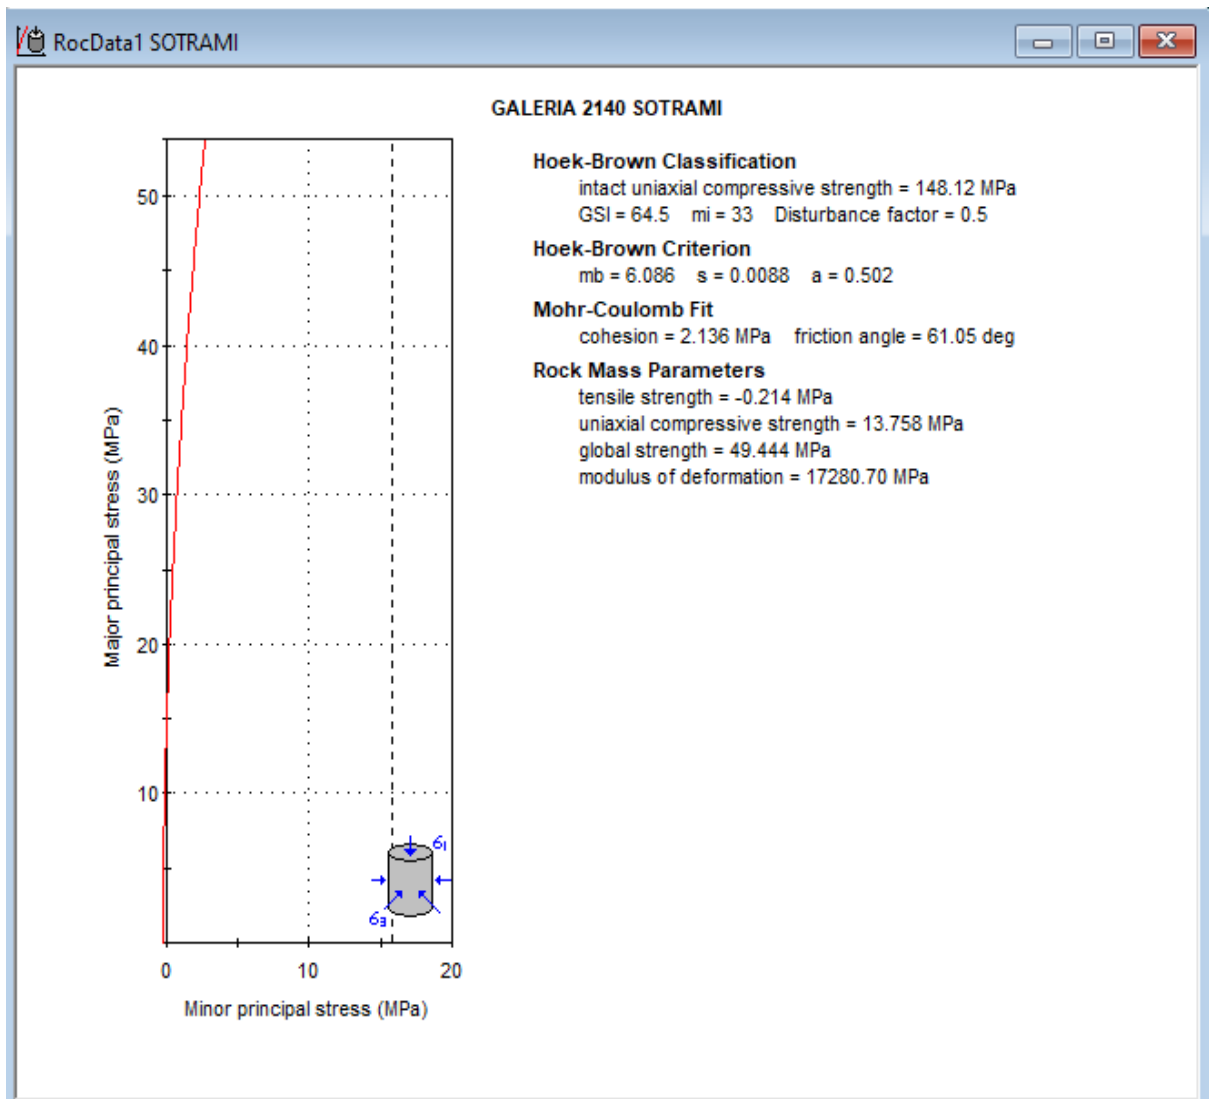 RocData1 SOTRAMI
GALERIA 2140 SOTRAMI
Hoek-Brown Classification
intact uniaxial compressive strength = 148.12 MPa
GSI = 64.5 mi = 33 Disturbance factor = 0.5
Hoek-Brown Criterion
mb = 6.086 s = 0.0088 a = 0.502
Mohr-Coulomb Fit
cohesion = 2.136 MPa friction angle = 61.05 deg
Rock Mass Parameters
tensile strength = -0.214 MPa
uniaxial compressive strength = 13.758 MPa
global strength = 49.444 MPa
modulus of deformation = 17280.70 MPa
Major principal stress (MPa)
50
40
30
20
10
σ1
σ3
0 10 20
Minor principal stress (MPa)